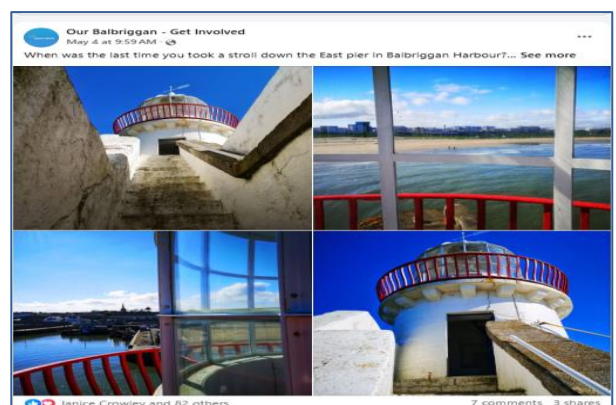 Our Balbriggan - Get Involved
May 4 at 9:59 AM ·
When was the last time you took a stroll down the East pier in Balbriggan Harbour?... See more
Janice Crowley and 82 others
7 comments 3 shares